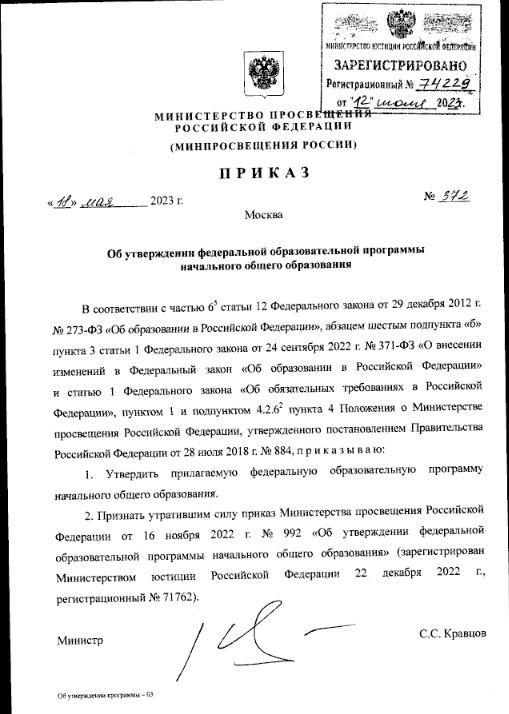 МИНИСТЕРСТВО ЮСТИЦИИ РОССИЙСКОЙ ФЕДЕРАЦИИ
ЗАРЕГИСТРИРОВАНО
Регистрационный № 74229
от "12" июля 2023.
МИНИСТЕРСТВО ПРОСВЕЩЕНИЯ
РОССИЙСКОЙ ФЕДЕРАЦИИ
(МИНПРОСВЕЩЕНИЯ РОССИИ)
ПРИКАЗ
«18» мая 2023 г.
№ 372
Москва
Об утверждении федеральной образовательной программы
начального общего образования
В соответствии с частью 6⁵ статьи 12 Федерального закона от 29 декабря 2012 г.
№ 273-ФЗ «Об образовании в Российской Федерации», абзацем шестым подпункта «б»
пункта 3 статьи 1 Федерального закона от 24 сентября 2022 г. № 371-ФЗ «О внесении
изменений в Федеральный закон «Об образовании в Российской Федерации»
и статью 1 Федерального закона «Об обязательных требованиях в Российской
Федерации», пунктом 1 и подпунктом 4.2.6² пункта 4 Положения о Министерстве
просвещения Российской Федерации, утвержденного постановлением Правительства
Российской Федерации от 28 июля 2018 г. № 884, приказываю:
1. Утвердить прилагаемую федеральную образовательную программу
начального общего образования.
2. Признать утратившим силу приказ Министерства просвещения Российской
Федерации от 16 ноября 2022 г. № 992 «Об утверждении федеральной
образовательной программы начального общего образования» (зарегистрирован
Министерством юстиции Российской Федерации 22 декабря 2022 г.,
регистрационный № 71762).
Министр
С.С. Кравцов
Об утверждении программы – 03